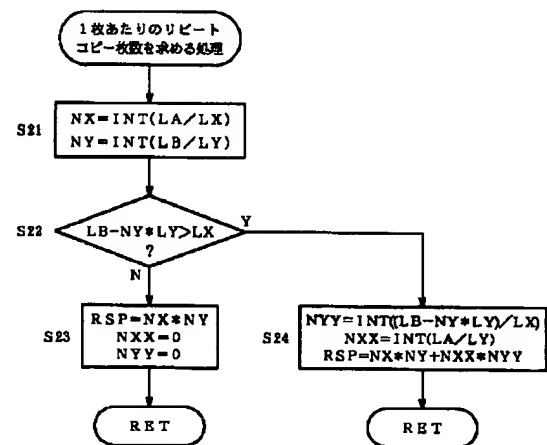 1枚あたりのリピート
コピー枚数を求める処理
S21
NX=INT(LA/LX)
NY=INT(LB/LY)
S22
LB-NY*LY>LX
?
Y
N
S23
RSP=NX*NY
NXX=0
NYY=0
S24
NYY=INT((LB-NY*LY)/LX)
NXX=INT(LA/LY)
RSP=NX*NY+NXX*NYY
RET
RET